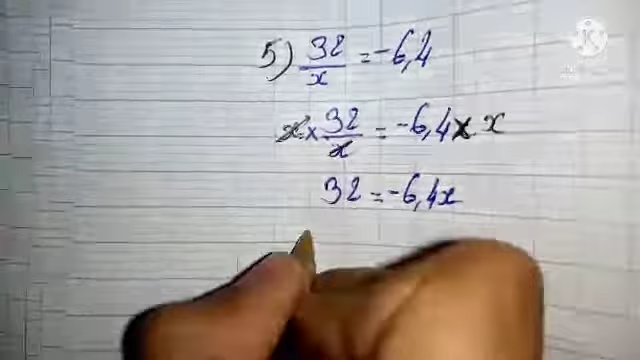 5) 32/x = -6,4
x × 32/x = -6,4 × x
32 = -6,4x